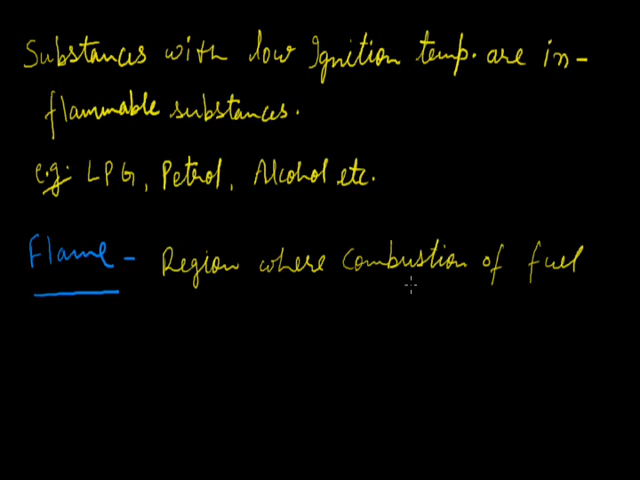 Substances with low Ignition temp. are in-
flammable substances.
e.g: LPG, Petrol, Alcohol etc.
Flame - Region where Combustion of fuel